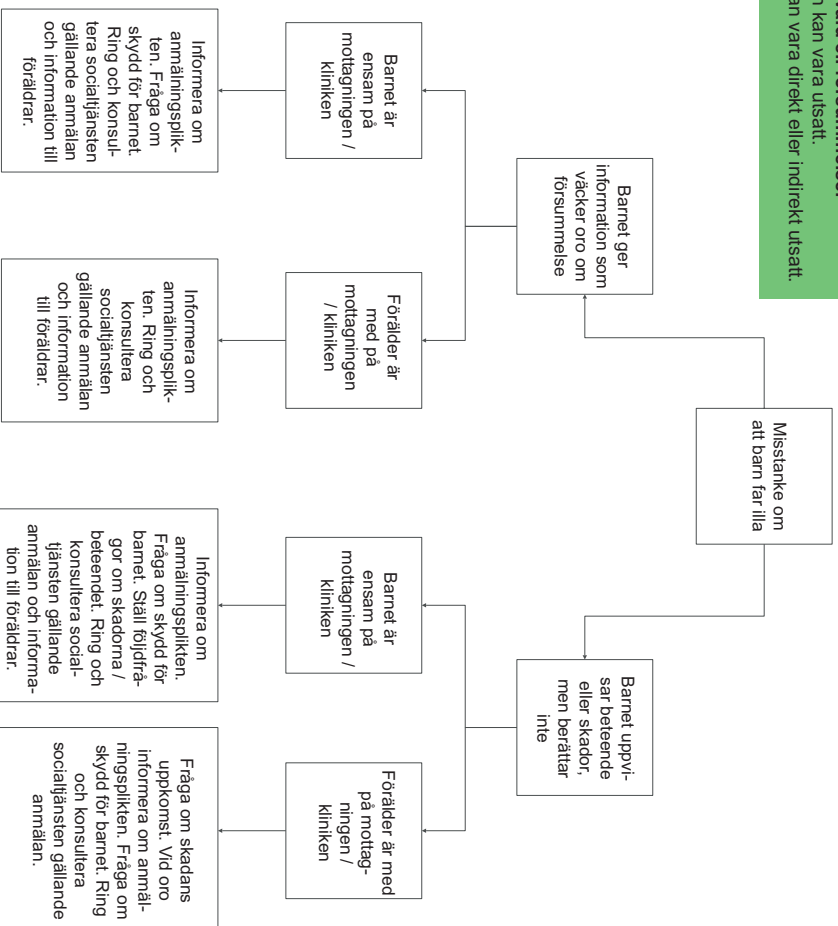 kan vara utsatt.
vara direkt eller indirekt utsatt.
Misstanke om
att barn far illa
Barnet ger
information som
väcker oro om
försummelse
Barnet uppvi-
sar beteende
eller skador,
men berättar
inte
Barnet är
ensam på
mottagningen /
kliniken
Förälder är
med på
mottagningen
/ kliniken
Barnet är
ensam på
mottagningen /
kliniken
Förälder är med
på mottag-
ningen /
kliniken
Informera om
anmälningsplik-
ten. Fråga om
skydd för barnet.
Ring och konsul-
tera socialtjänsten
gällande anmälan
och information till
föräldrar.
Informera om
anmälningsplik-
ten. Ring och
konsultera
socialtjänsten
gällande anmälan
och information
till föräldrar.
Informera om
anmälningsplikten.
Fråga om skydd för
barnet. Ställ följdfrå-
gor om skadorna /
beteendet. Ring och
konsultera social-
tjänsten gällande
anmälan och informa-
tion till föräldrar.
Fråga om skadans
uppkomst. Vid oro
informera om anmäl-
ningsplikten. Fråga om
skydd för barnet. Ring
och konsultera
socialtjänsten gällande
anmälan.